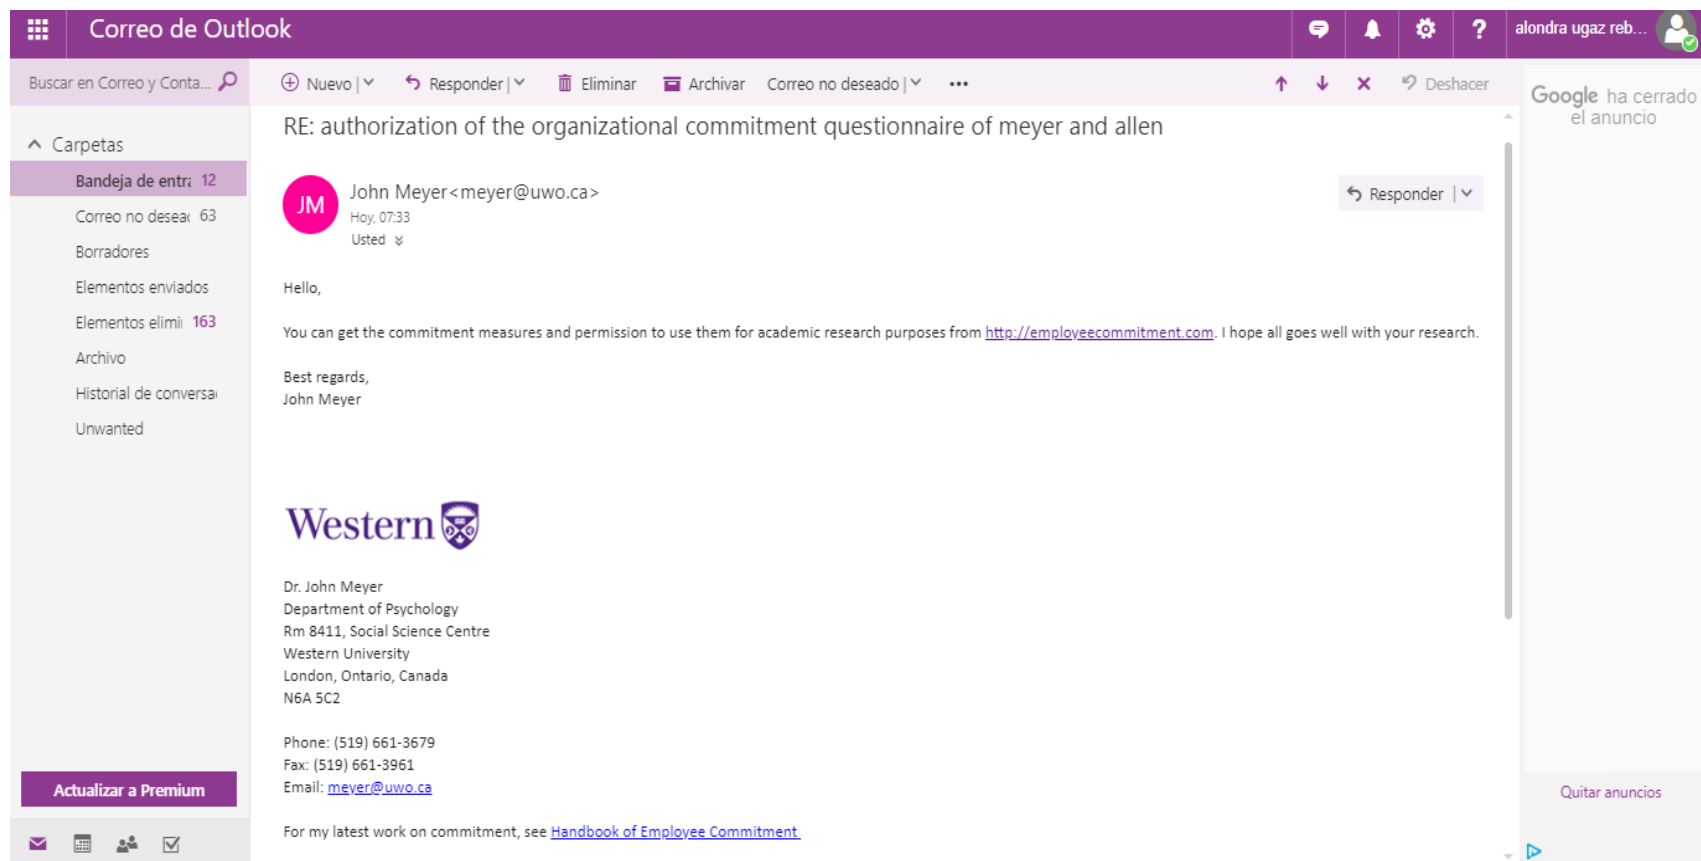 Correo de Outlook
alondra ugaz reb...
Buscar en Correo y Conta...
Nuevo | Responder | Eliminar Archivar Correo no deseado | ... Deshacer
Google ha cerrado
el anuncio
RE: authorization of the organizational commitment questionnaire of meyer and allen
Carpetas
Bandeja de entra 12
Correo no desead 63
Borradores
Elementos enviados
Elementos elimi 163
Archivo
Historial de conversa
Unwanted
JM
John Meyer<meyer@uwo.ca>
Hoy, 07:33
Usted
Responder |
Hello,
You can get the commitment measures and permission to use them for academic research purposes from http://employeecommitment.com. I hope all goes well with your research.
Best regards,
John Meyer
Western
Dr. John Meyer
Department of Psychology
Rm 8411, Social Science Centre
Western University
London, Ontario, Canada
N6A 5C2
Phone: (519) 661-3679
Fax: (519) 661-3961
Email: meyer@uwo.ca
For my latest work on commitment, see Handbook of Employee Commitment
Actualizar a Premium
Quitar anuncios